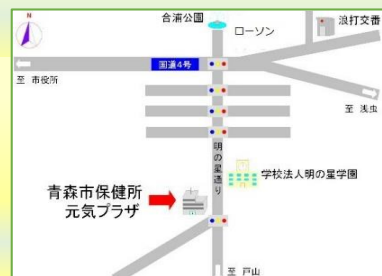 合浦公園
N
ローソン
浪打交番
国道4号
至 市役所
至 浅虫
明の星通り
学校法人明の星学園
青森市保健所
元気プラザ
至 戸山